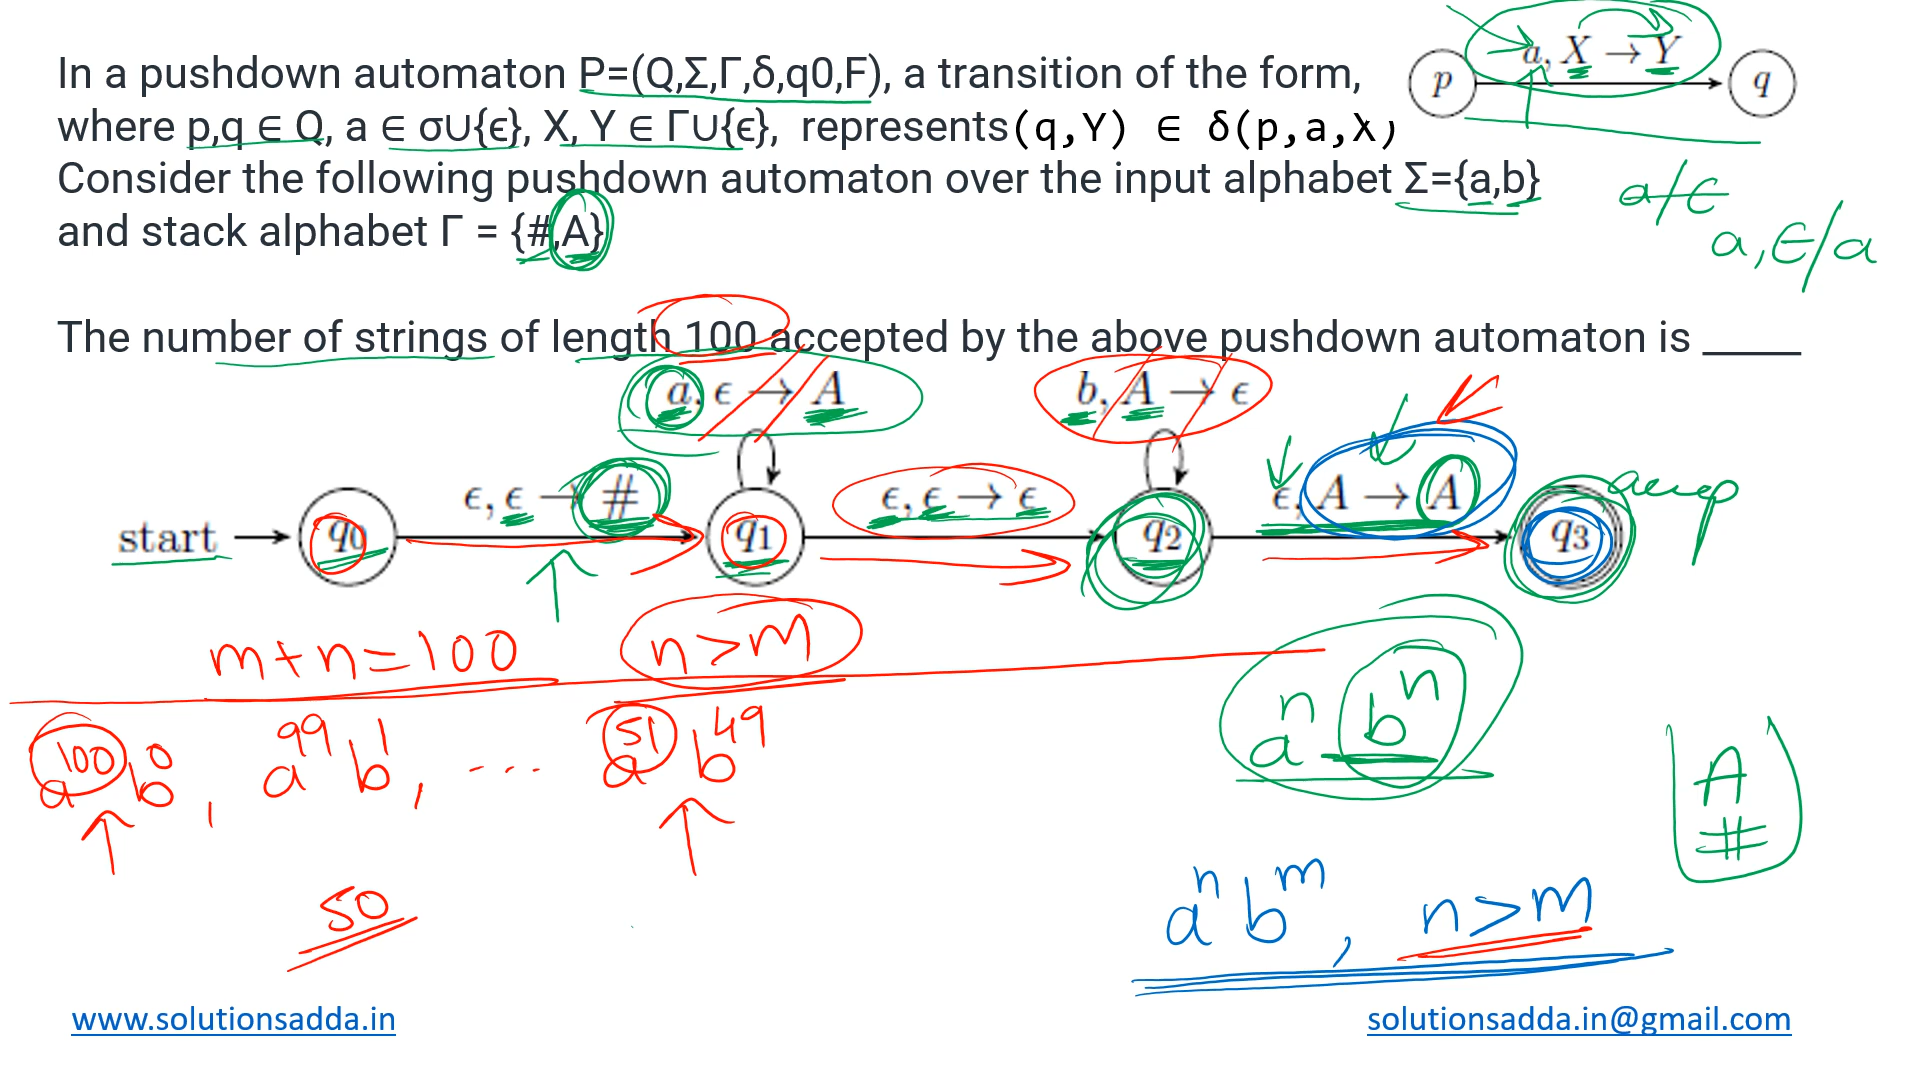 In a pushdown automaton P=(Q,Σ,Γ,δ,q0,F), a transition of the form,
p a, X → Y q
where p,q ∈ Q, a ∈ σ∪{ϵ}, X, Y ∈ Γ∪{ϵ}, represents (q,Y) ∈ δ(p,a,X)
Consider the following pushdown automaton over the input alphabet Σ={a,b}
and stack alphabet Γ = {#,A}
a/ϵ
a, ϵ/a
The number of strings of length 100 accepted by the above pushdown automaton is _____
a, ϵ → A b, A → ϵ
ϵ, ϵ → # ϵ, ϵ → ϵ ϵ, A → A
start q0 q1 q2 q3
m+n=100 n>m
a^100 b^0, a^99 b^1, ... a^51 b^49
a^n b^n
A
#
50
a^n b^m, n>m
www.solutionsadda.in solutionsadda.in@gmail.com